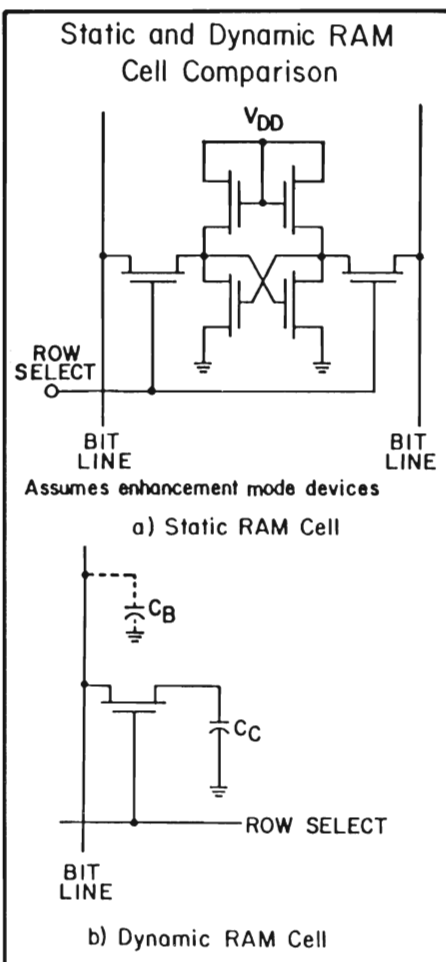 Static and Dynamic RAM
Cell Comparison
VDD
ROW
SELECT
BIT
LINE
BIT
LINE
Assumes enhancement mode devices
a) Static RAM Cell
CB
CC
ROW SELECT
BIT
LINE
b) Dynamic RAM Cell